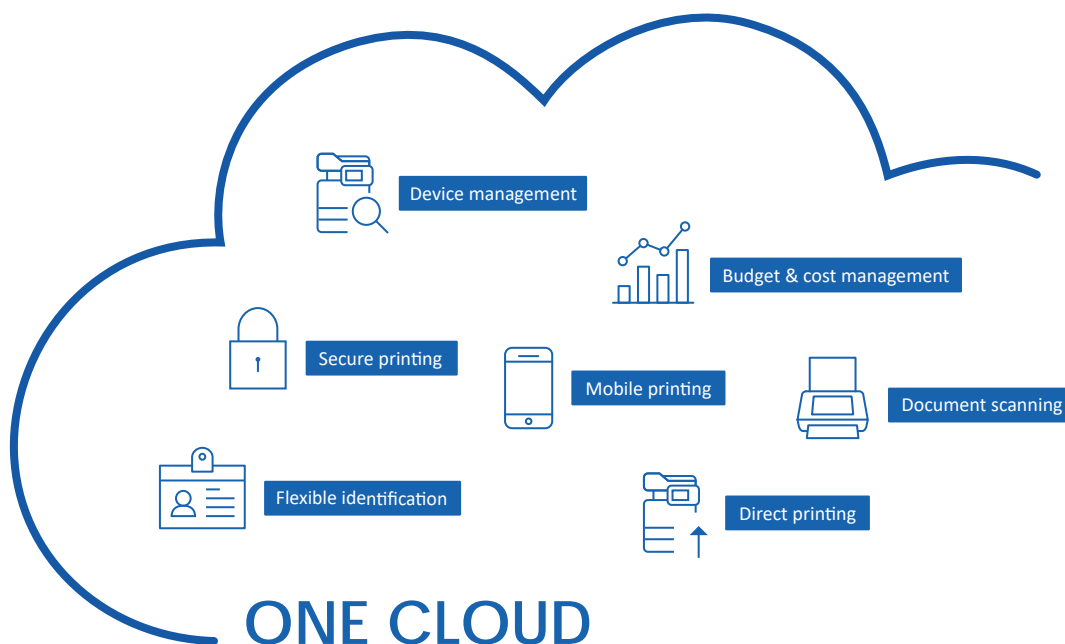 Device management
Budget & cost management
Secure printing
Mobile printing
Document scanning
Flexible identification
Direct printing
ONE CLOUD